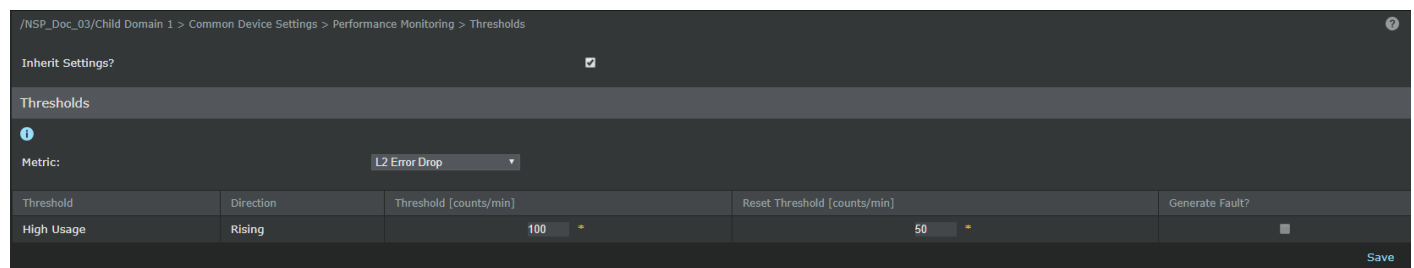 /NSP_Doc_03/Child Domain 1 > Common Device Settings > Performance Monitoring > Thresholds ?
Inherit Settings?
Thresholds
i
Metric: L2 Error Drop
Threshold Direction Threshold [counts/min] Reset Threshold [counts/min] Generate Fault?
High Usage Rising 100 * 50 *
Save